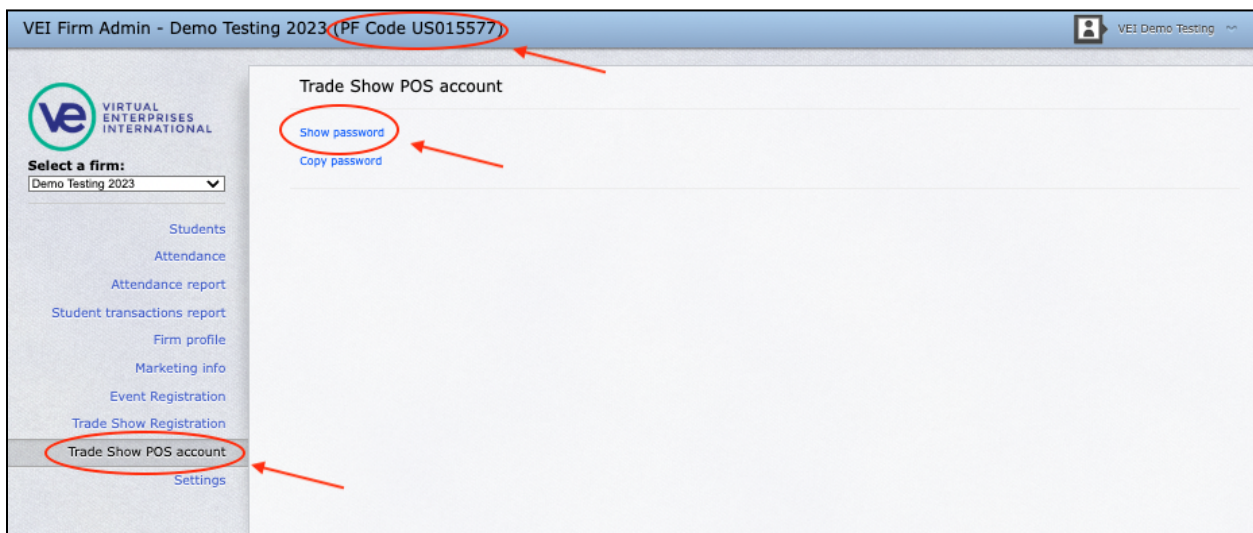 VEI Firm Admin - Demo Testing 2023 (PF Code US015577)
VEI Demo Testing
VE
VIRTUAL
ENTERPRISES
INTERNATIONAL
Select a firm:
Demo Testing 2023
Students
Attendance
Attendance report
Student transactions report
Firm profile
Marketing info
Event Registration
Trade Show Registration
Trade Show POS account
Settings
Trade Show POS account
Show password
Copy password